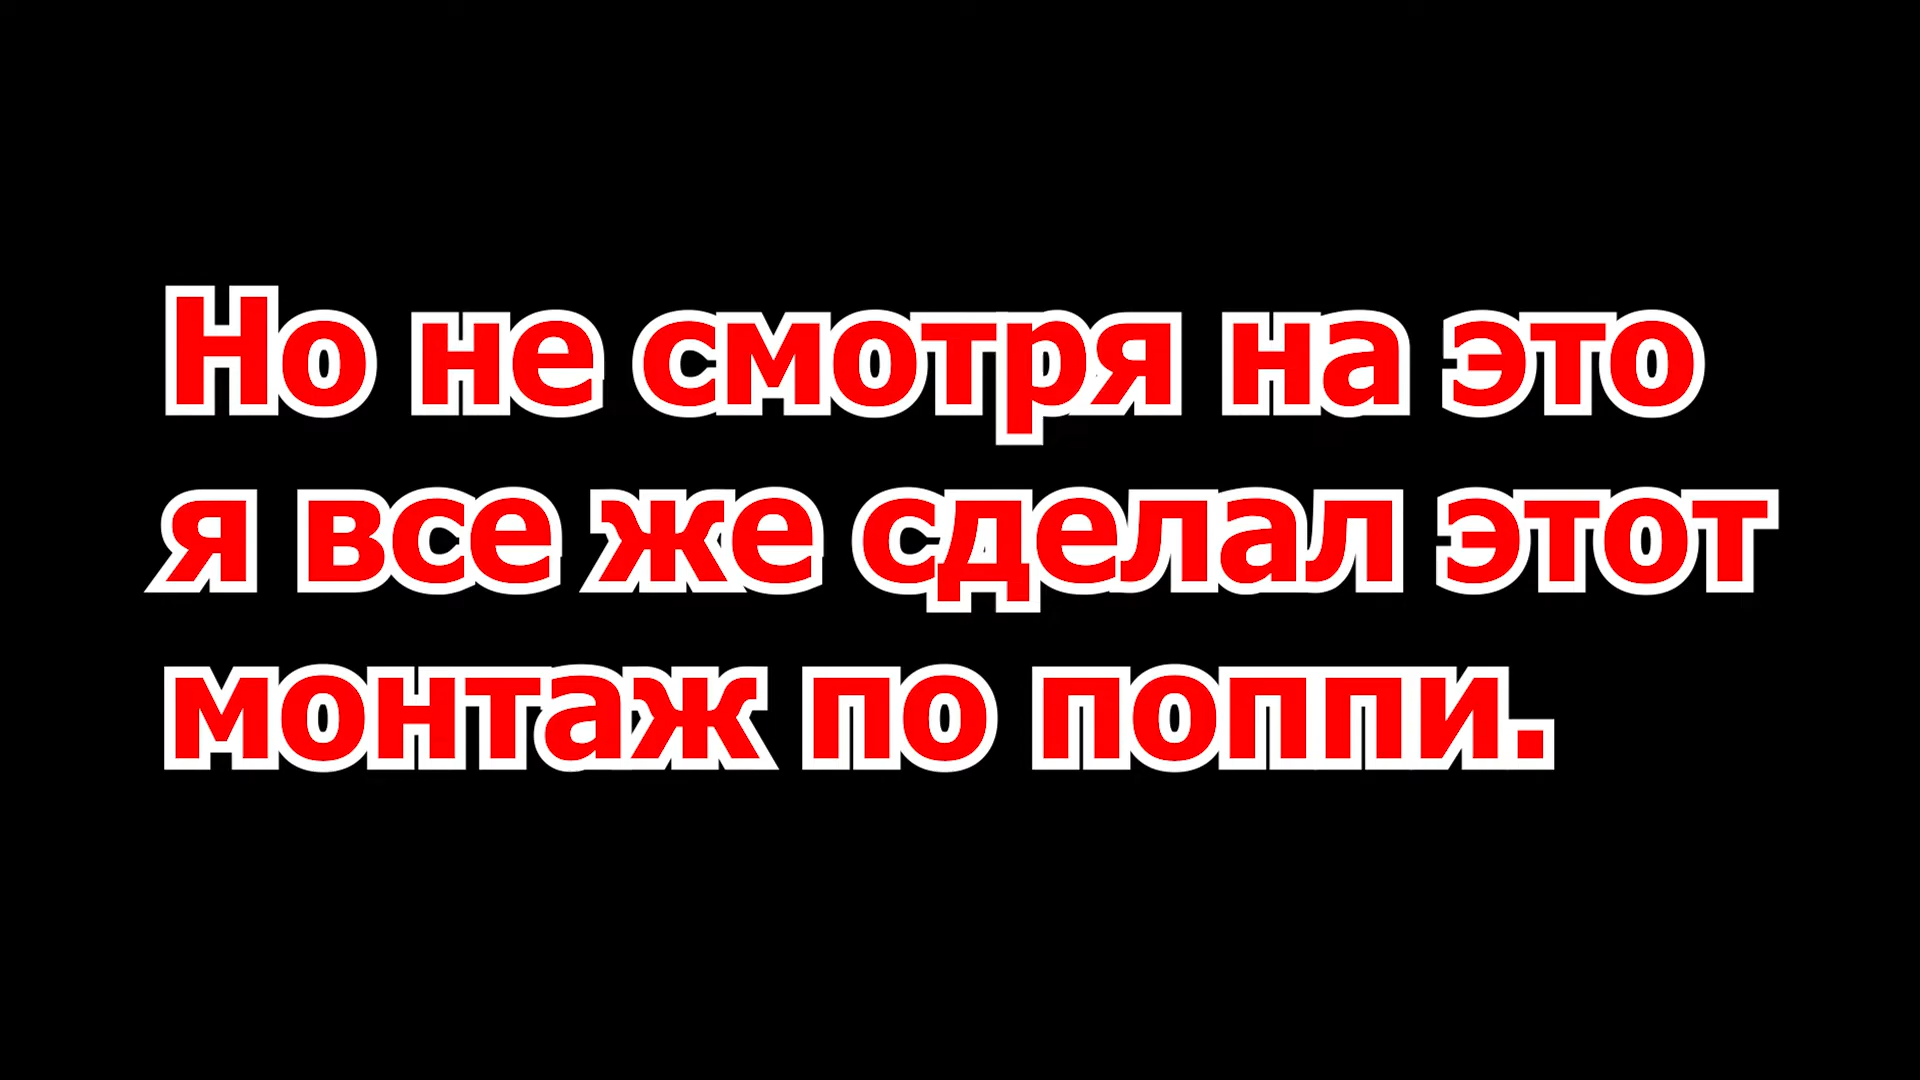 Но не смотря на это
я все же сделал этот
монтаж по поппи.